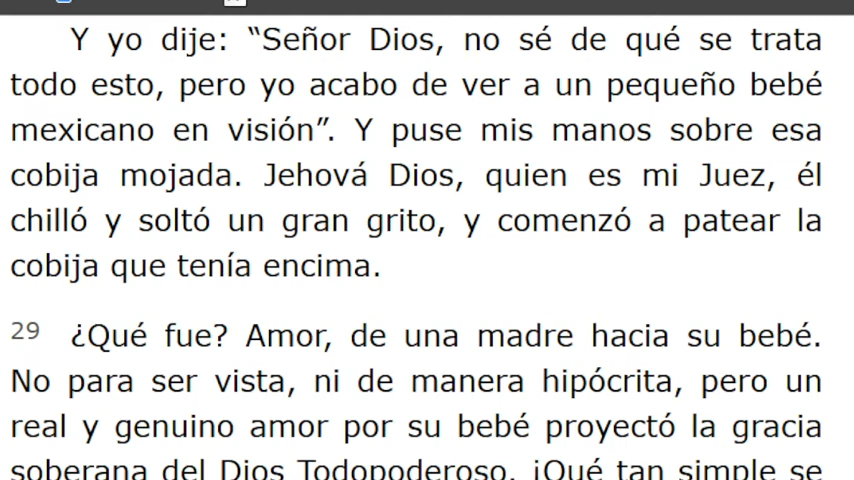 Y yo dije: “Señor Dios, no sé de qué se trata
todo esto, pero yo acabo de ver a un pequeño bebé
mexicano en visión”. Y puse mis manos sobre esa
cobija mojada. Jehová Dios, quien es mi Juez, él
chilló y soltó un gran grito, y comenzó a patear la
cobija que tenía encima.
29 ¿Qué fue? Amor, de una madre hacia su bebé.
No para ser vista, ni de manera hipócrita, pero un
real y genuino amor por su bebé proyectó la gracia
soberana del Dios Todopoderoso. ¡Qué tan simple se